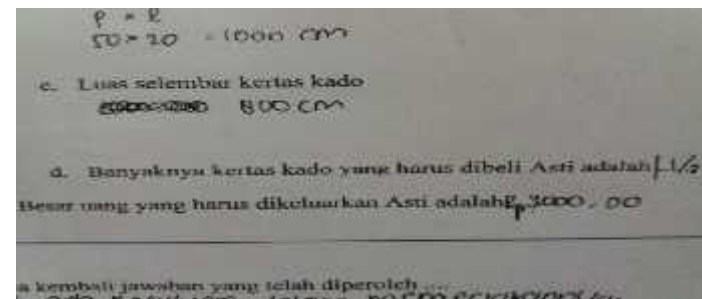 P × l
50 × 20 = 1000 cm
c. Luas selembar kertas kado
800 cm
d. Banyaknya kertas kado yang harus dibeli Asti adalah 1 1/2
Besar uang yang harus dikeluarkan Asti adalah Rp 3000,00
a kembali jawaban yang telah diperoleh ....